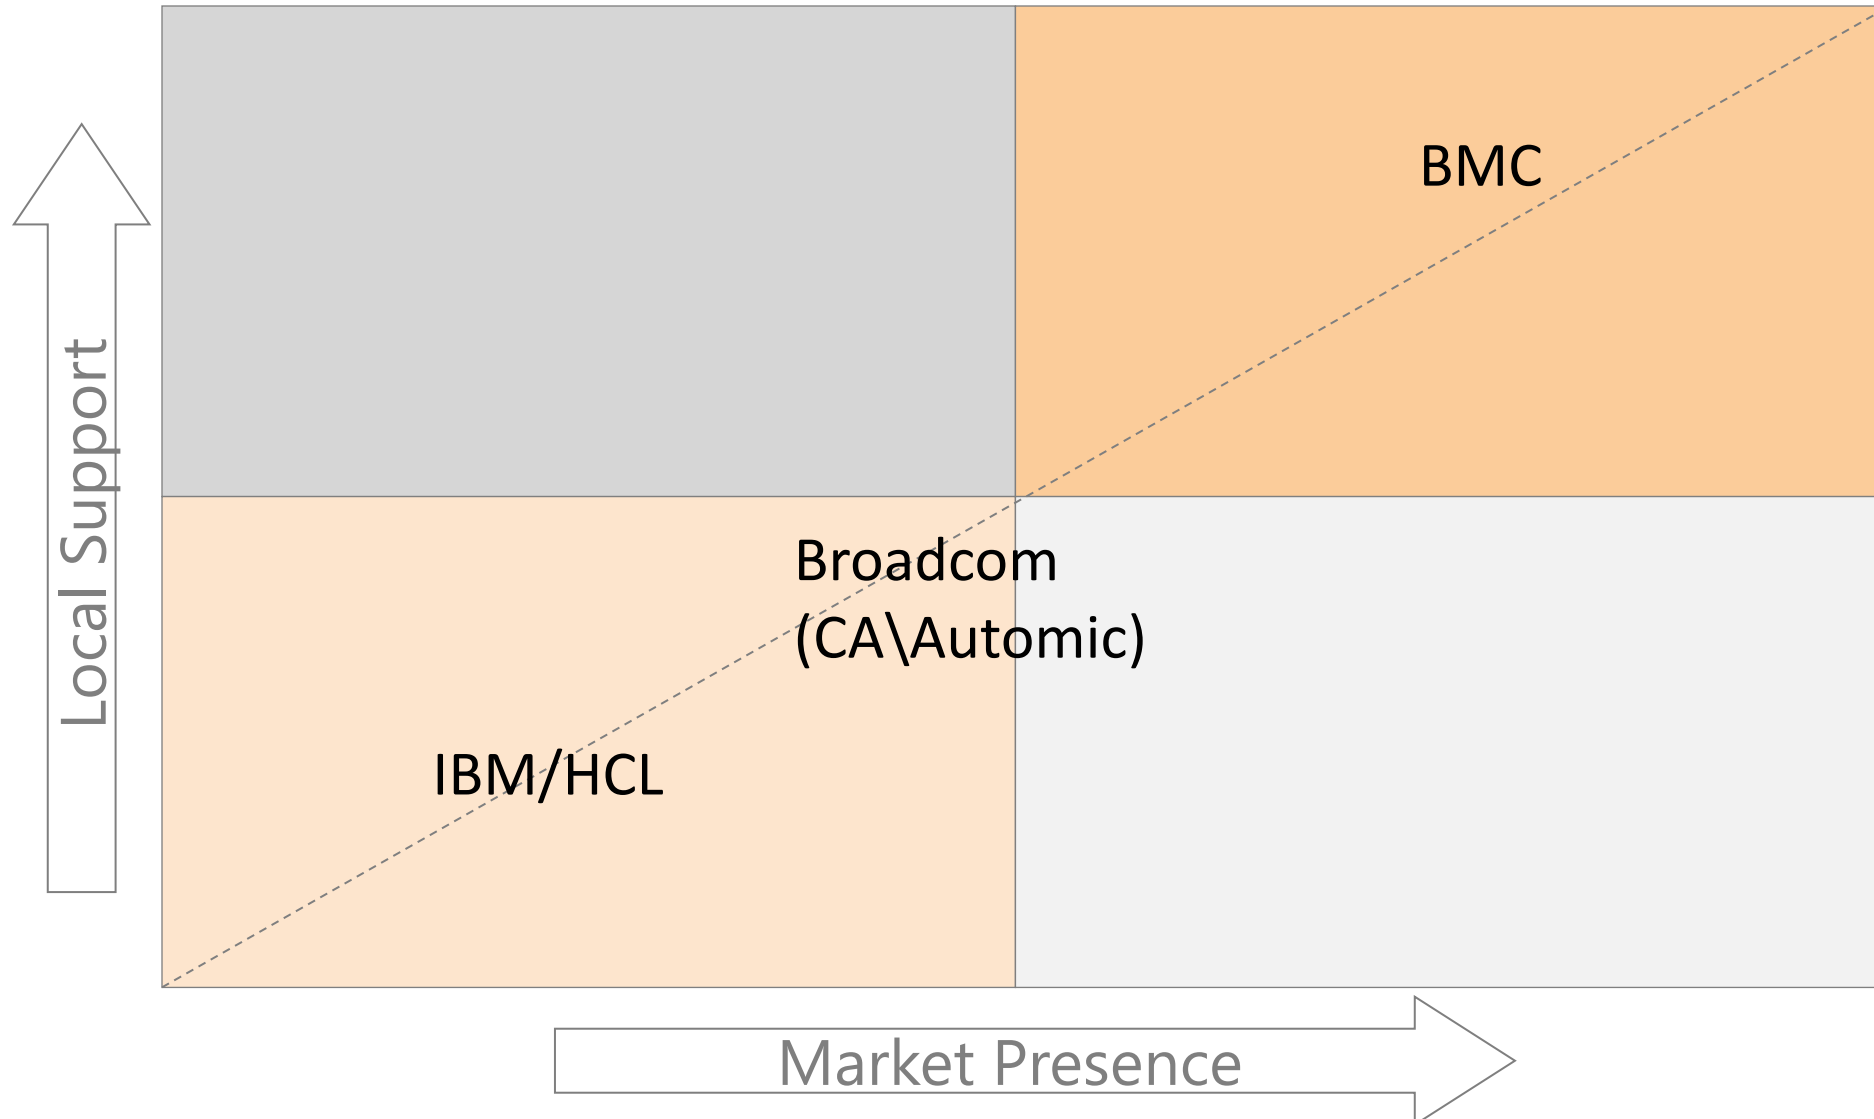 BMC
Local Support
Broadcom
(CA\Automic)
IBM/HCL
Market Presence